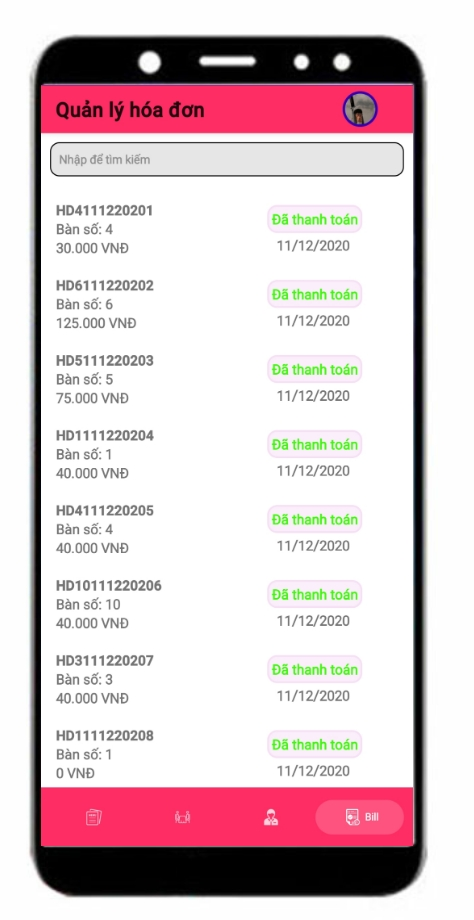 Quản lý hóa đơn
Nhập để tìm kiếm
HD4111220201
Đã thanh toán
Bàn số: 4
30.000 VNĐ
11/12/2020
HD6111220202
Đã thanh toán
Bàn số: 6
125.000 VNĐ
11/12/2020
HD5111220203
Đã thanh toán
Bàn số: 5
75.000 VNĐ
11/12/2020
HD1111220204
Đã thanh toán
Bàn số: 1
40.000 VNĐ
11/12/2020
HD4111220205
Đã thanh toán
Bàn số: 4
40.000 VNĐ
11/12/2020
HD10111220206
Đã thanh toán
Bàn số: 10
40.000 VNĐ
11/12/2020
HD3111220207
Đã thanh toán
Bàn số: 3
40.000 VNĐ
11/12/2020
HD1111220208
Đã thanh toán
Bàn số: 1
0 VNĐ
11/12/2020
Bill